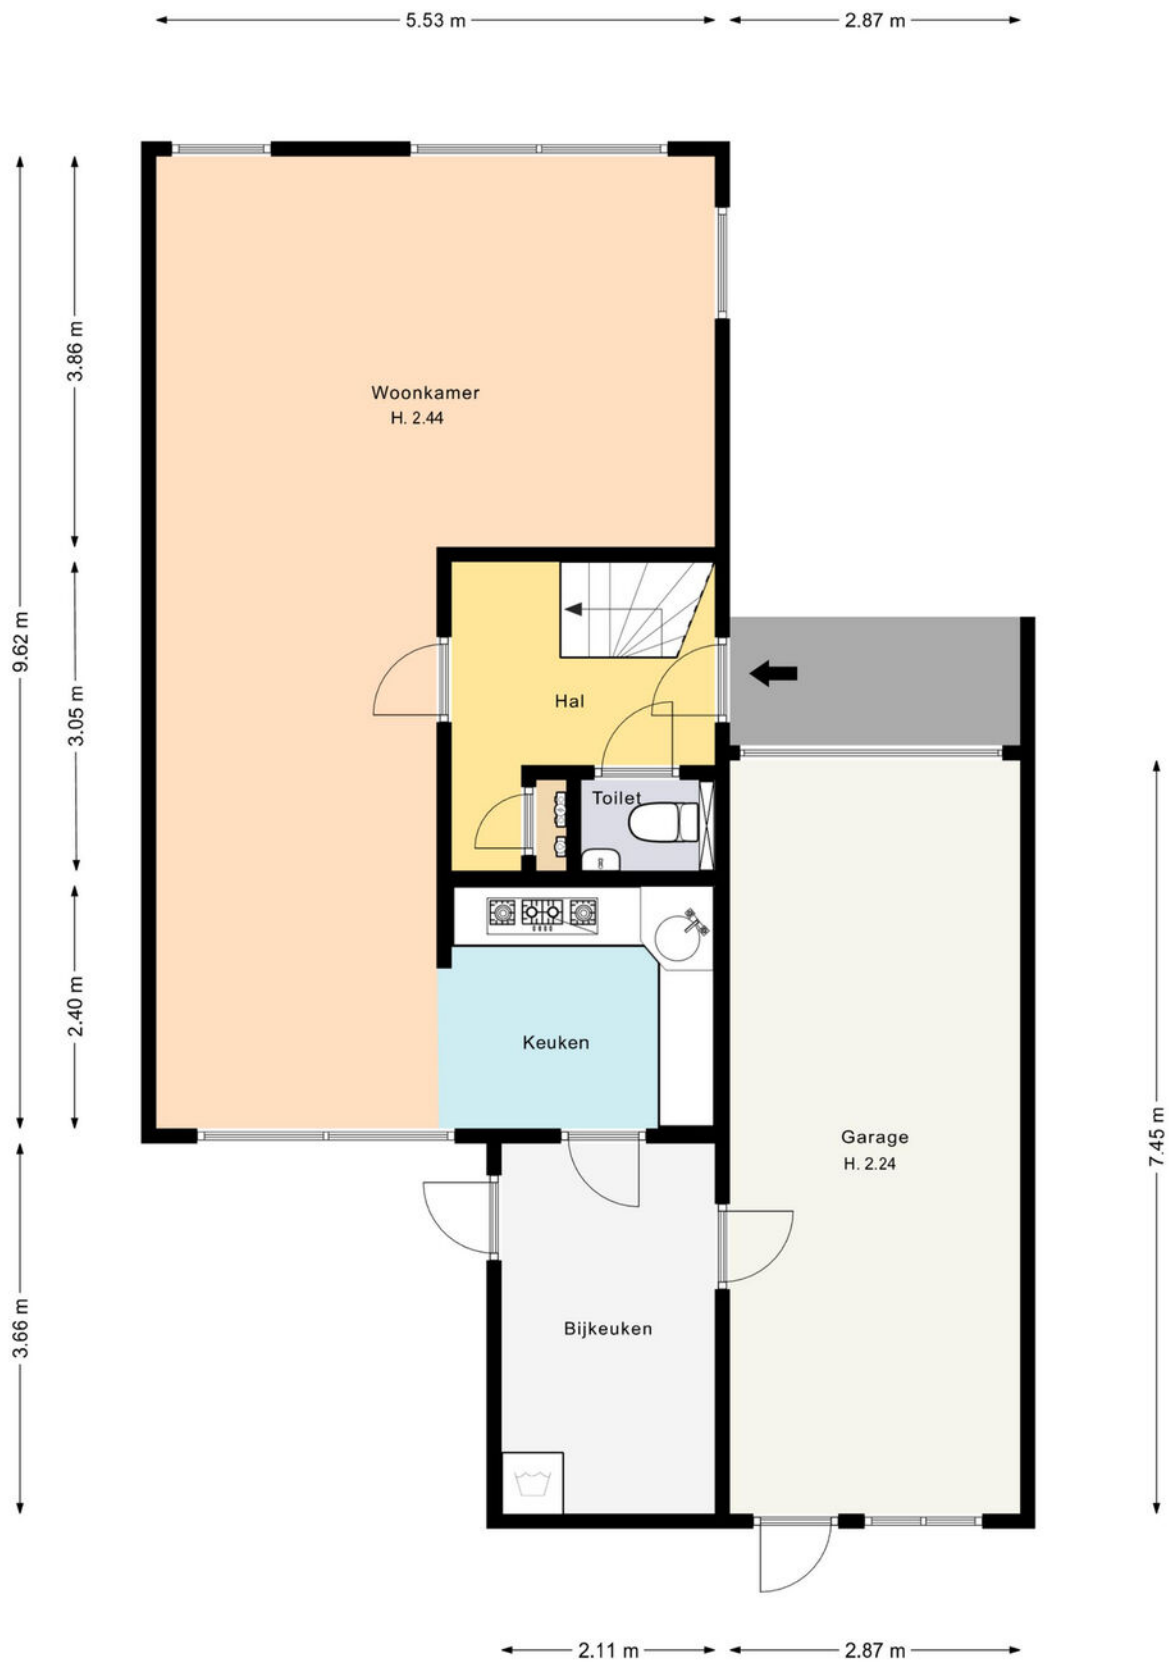 5.53 m
2.87 m
3.86 m
Woonkamer
H. 2.44
9.62 m
3.05 m
Hal
Toilet
2.40 m
Keuken
Garage
H. 2.24
7.45 m
3.66 m
Bijkeuken
2.11 m
2.87 m